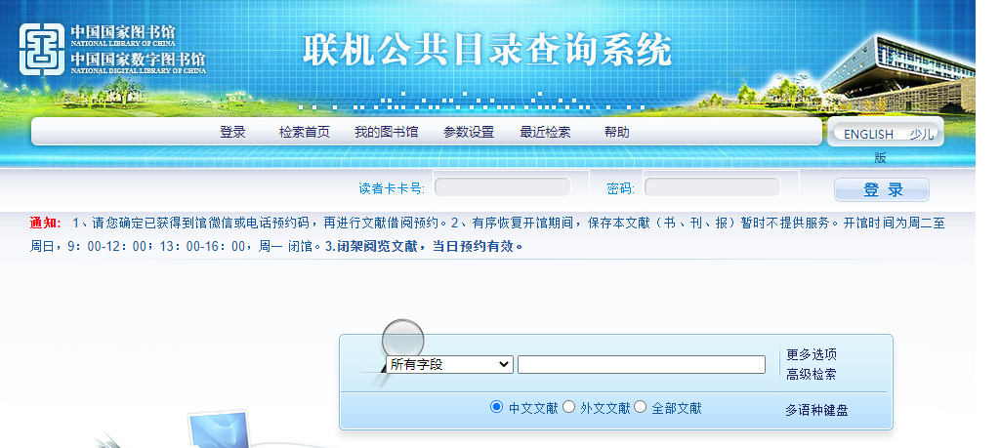 中国国家图书馆
NATIONAL LIBRARY OF CHINA
中国国家数字图书馆
NATIONAL DIGITAL LIBRARY OF CHINA
联机公共目录查询系统
登录 检索首页 我的图书馆 参数设置 最近检索 帮助
ENGLISH 少儿
版
读者卡卡号: 密码: 登 录
通知: 1、请您确定已获得到馆微信或电话预约码，再进行文献借阅预约。2、有序恢复开馆期间，保存本文献（书、刊、报）暂时不提供服务。开馆时间为周二至
周日，9：00-12：00；13：00-16：00，周一 闭馆。3.闭架阅览文献，当日预约有效。
所有字段
更多选项
高级检索
中文文献 外文文献 全部文献 多语种键盘